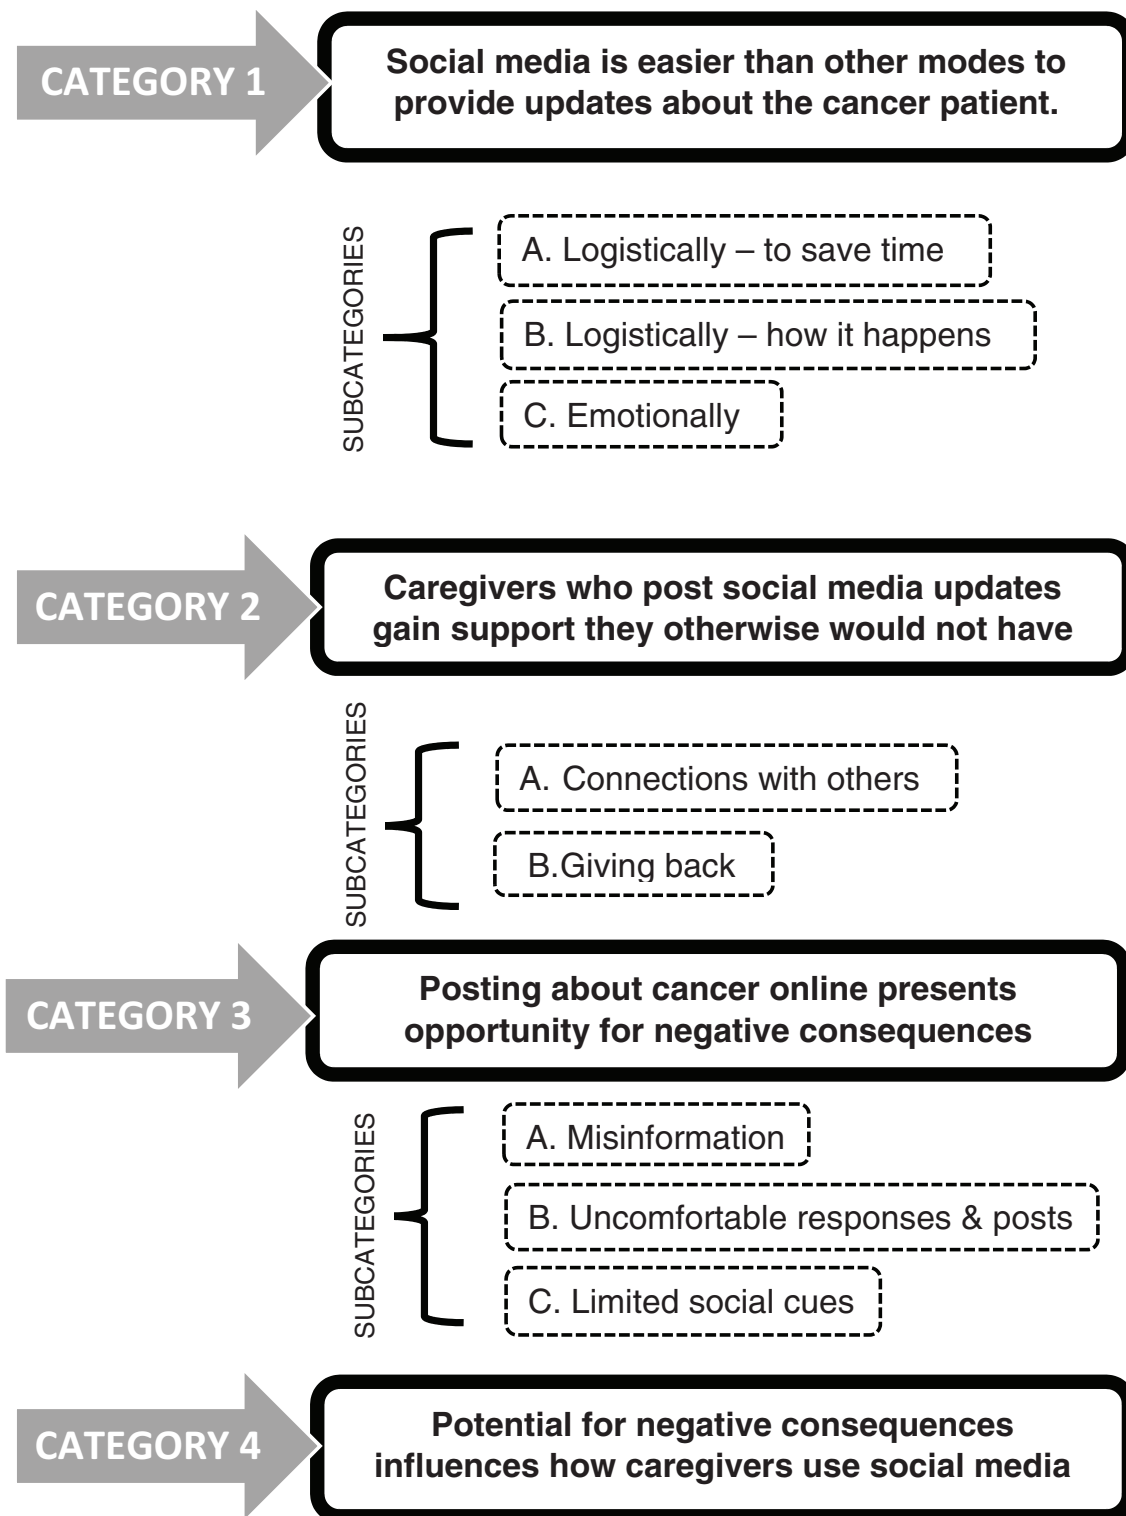 CATEGORY 1
Social media is easier than other modes to
provide updates about the cancer patient.
SUBCATEGORIES
A. Logistically – to save time
B. Logistically – how it happens
C. Emotionally
CATEGORY 2
Caregivers who post social media updates
gain support they otherwise would not have
SUBCATEGORIES
A. Connections with others
B.Giving back
CATEGORY 3
Posting about cancer online presents
opportunity for negative consequences
SUBCATEGORIES
A. Misinformation
B. Uncomfortable responses & posts
C. Limited social cues
CATEGORY 4
Potential for negative consequences
influences how caregivers use social media